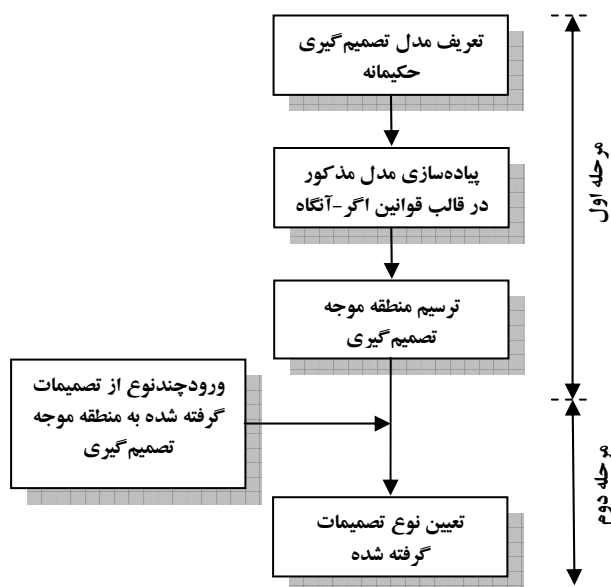 تعریف مدل تصمیم‌گیری
حکیمانه
پیاده‌سازی مدل مذکور
در قالب قوانین اگر-آنگاه
ترسیم منطقه موجه
تصمیم‌گیری
ورودچندنوع از تصمیمات
گرفته شده به منطقه موجه
تصمیم‌گیری
تعیین نوع تصمیمات
گرفته شده
مرحله اول
مرحله دوم